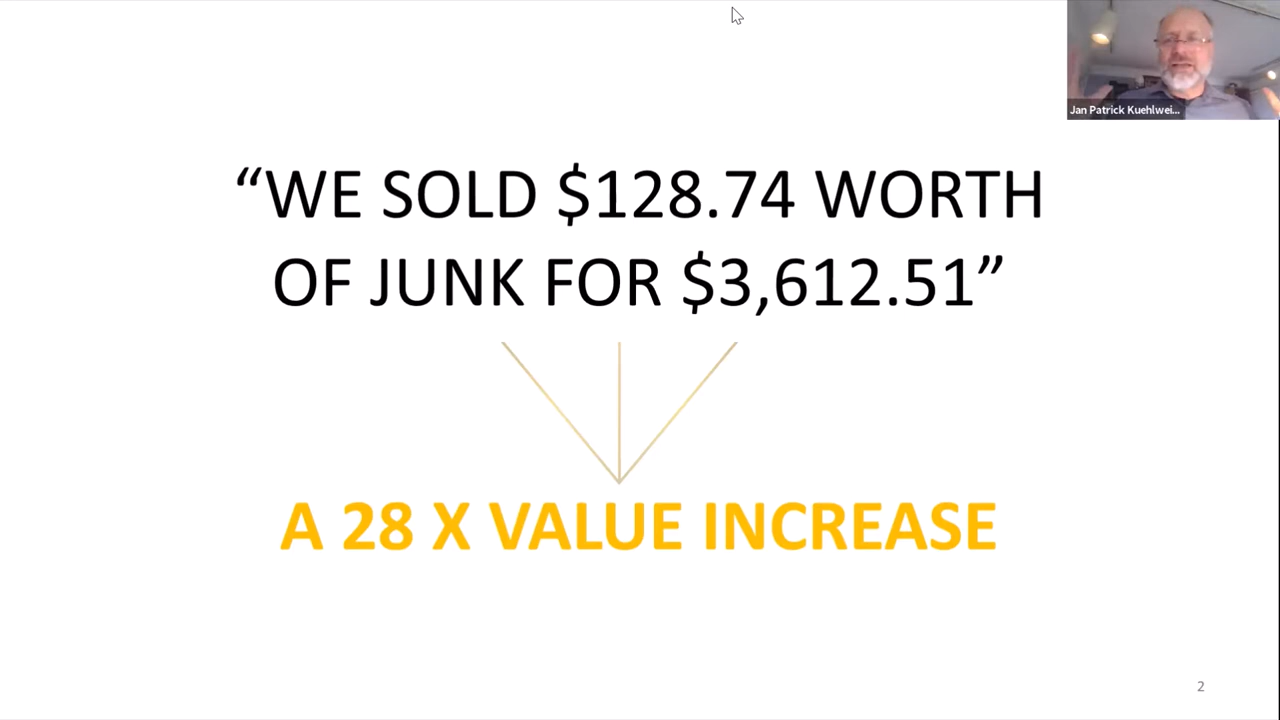 Jan Patrick Kuehlwei...
“WE SOLD $128.74 WORTH
OF JUNK FOR $3,612.51”
A 28 X VALUE INCREASE
2